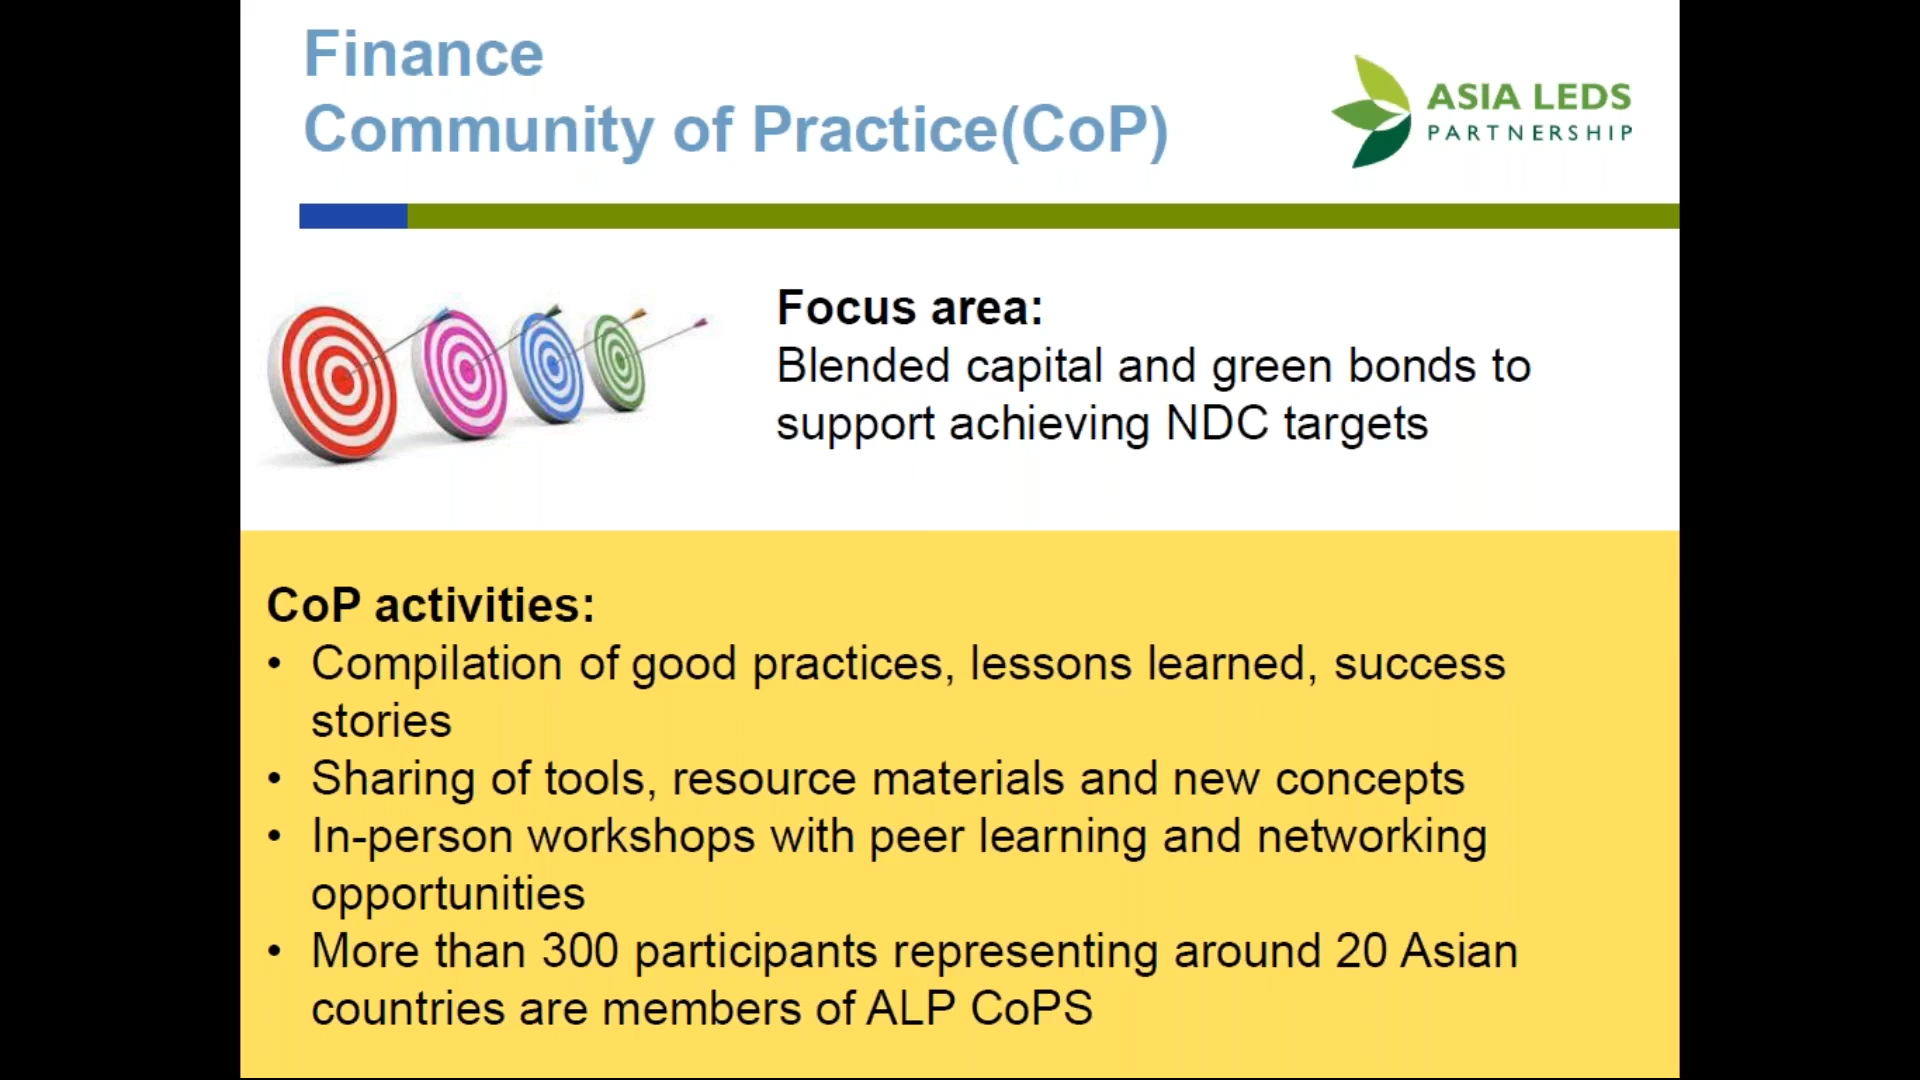 Finance
Community of Practice(CoP)
ASIA LEDS
PARTNERSHIP
Focus area:
Blended capital and green bonds to
support achieving NDC targets
CoP activities:
• Compilation of good practices, lessons learned, success
stories
• Sharing of tools, resource materials and new concepts
• In-person workshops with peer learning and networking
opportunities
• More than 300 participants representing around 20 Asian
countries are members of ALP CoPS